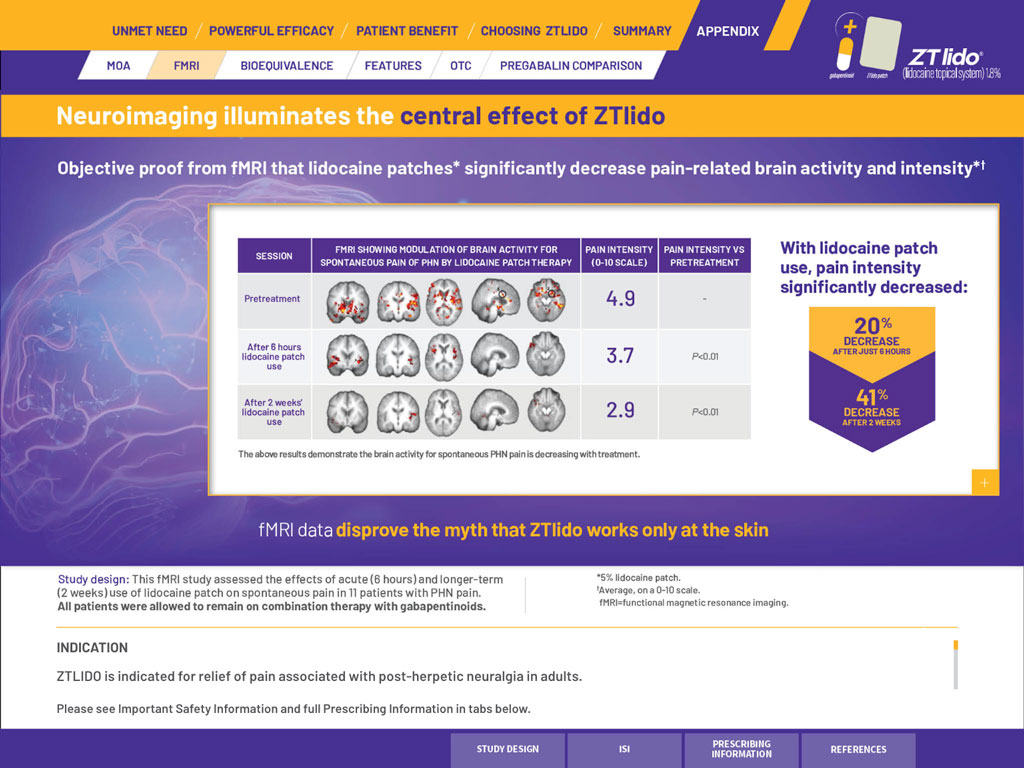 UNMET NEED / POWERFUL EFFICACY / PATIENT BENEFIT / CHOOSING ZTLIDO / SUMMARY APPENDIX
MOA FMRI BIOEQUIVALENCE FEATURES OTC PREGABALIN COMPARISON
+
gabapentinoid ZTlido patch
ZTlido®
(lidocaine topical system) 1.8%
Neuroimaging illuminates the central effect of ZTlido
Objective proof from fMRI that lidocaine patches* significantly decrease pain-related brain activity and intensity*†
SESSION
FMRI SHOWING MODULATION OF BRAIN ACTIVITY FOR
SPONTANEOUS PAIN OF PHN BY LIDOCAINE PATCH THERAPY
PAIN INTENSITY
(0-10 SCALE)
PAIN INTENSITY VS
PRETREATMENT
Pretreatment
4.9
-
After 6 hours
lidocaine patch
use
3.7
P<0.01
After 2 weeks'
lidocaine patch
use
2.9
P<0.01
The above results demonstrate the brain activity for spontaneous PHN pain is decreasing with treatment.
With lidocaine patch
use, pain intensity
significantly decreased:
20%
DECREASE
AFTER JUST 6 HOURS
41%
DECREASE
AFTER 2 WEEKS
+
fMRI data disprove the myth that ZTlido works only at the skin
Study design: This fMRI study assessed the effects of acute (6 hours) and longer-term
(2 weeks) use of lidocaine patch on spontaneous pain in 11 patients with PHN pain.
All patients were allowed to remain on combination therapy with gabapentinoids.
*5% lidocaine patch.
†Average, on a 0-10 scale.
fMRI=functional magnetic resonance imaging.
INDICATION
ZTLIDO is indicated for relief of pain associated with post-herpetic neuralgia in adults.
Please see Important Safety Information and full Prescribing Information in tabs below.
STUDY DESIGN
ISI
PRESCRIBING
INFORMATION
REFERENCES